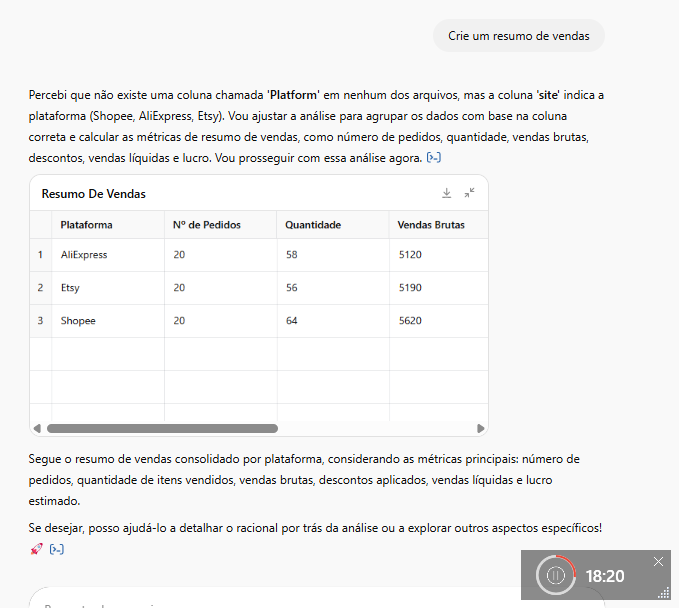 Crie um resumo de vendas
Percebi que não existe uma coluna chamada 'Platform' em nenhum dos arquivos, mas a coluna 'site' indica a
plataforma (Shopee, AliExpress, Etsy). Vou ajustar a análise para agrupar os dados com base na coluna
correta e calcular as métricas de resumo de vendas, como número de pedidos, quantidade, vendas brutas,
descontos, vendas líquidas e lucro. Vou prosseguir com essa análise agora.
Resumo De Vendas
Plataforma Nº de Pedidos Quantidade Vendas Brutas
1 AliExpress 20 58 5120
2 Etsy 20 56 5190
3 Shopee 20 64 5620
Segue o resumo de vendas consolidado por plataforma, considerando as métricas principais: número de
pedidos, quantidade de itens vendidos, vendas brutas, descontos aplicados, vendas líquidas e lucro
estimado.
Se desejar, posso ajudá-lo a detalhar o racional por trás da análise ou a explorar outros aspectos específicos!
🚀
18:20